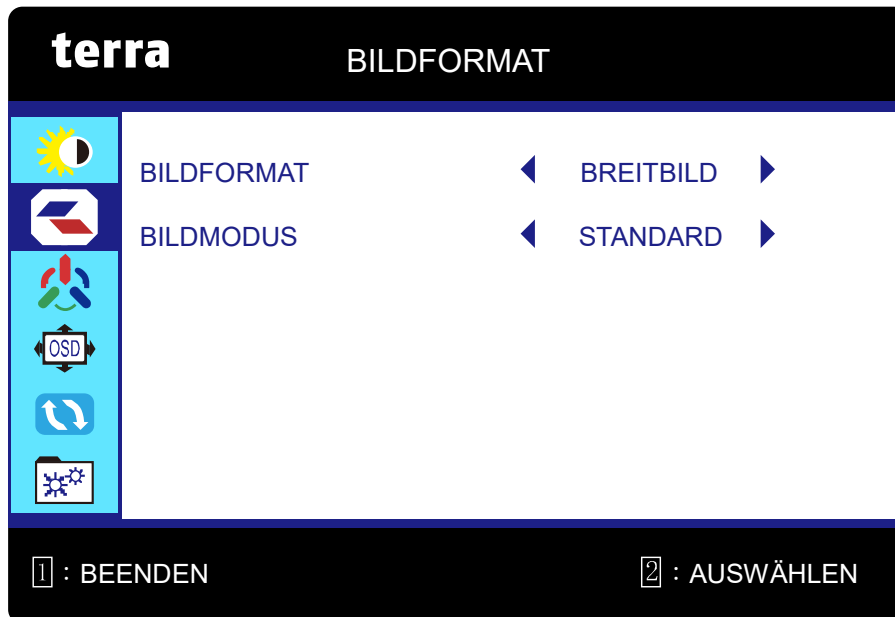 terra
BILDFORMAT
BILDFORMAT BREITBILD
BILDMODUS STANDARD
OSD
1 : BEENDEN 2 : AUSWÄHLEN